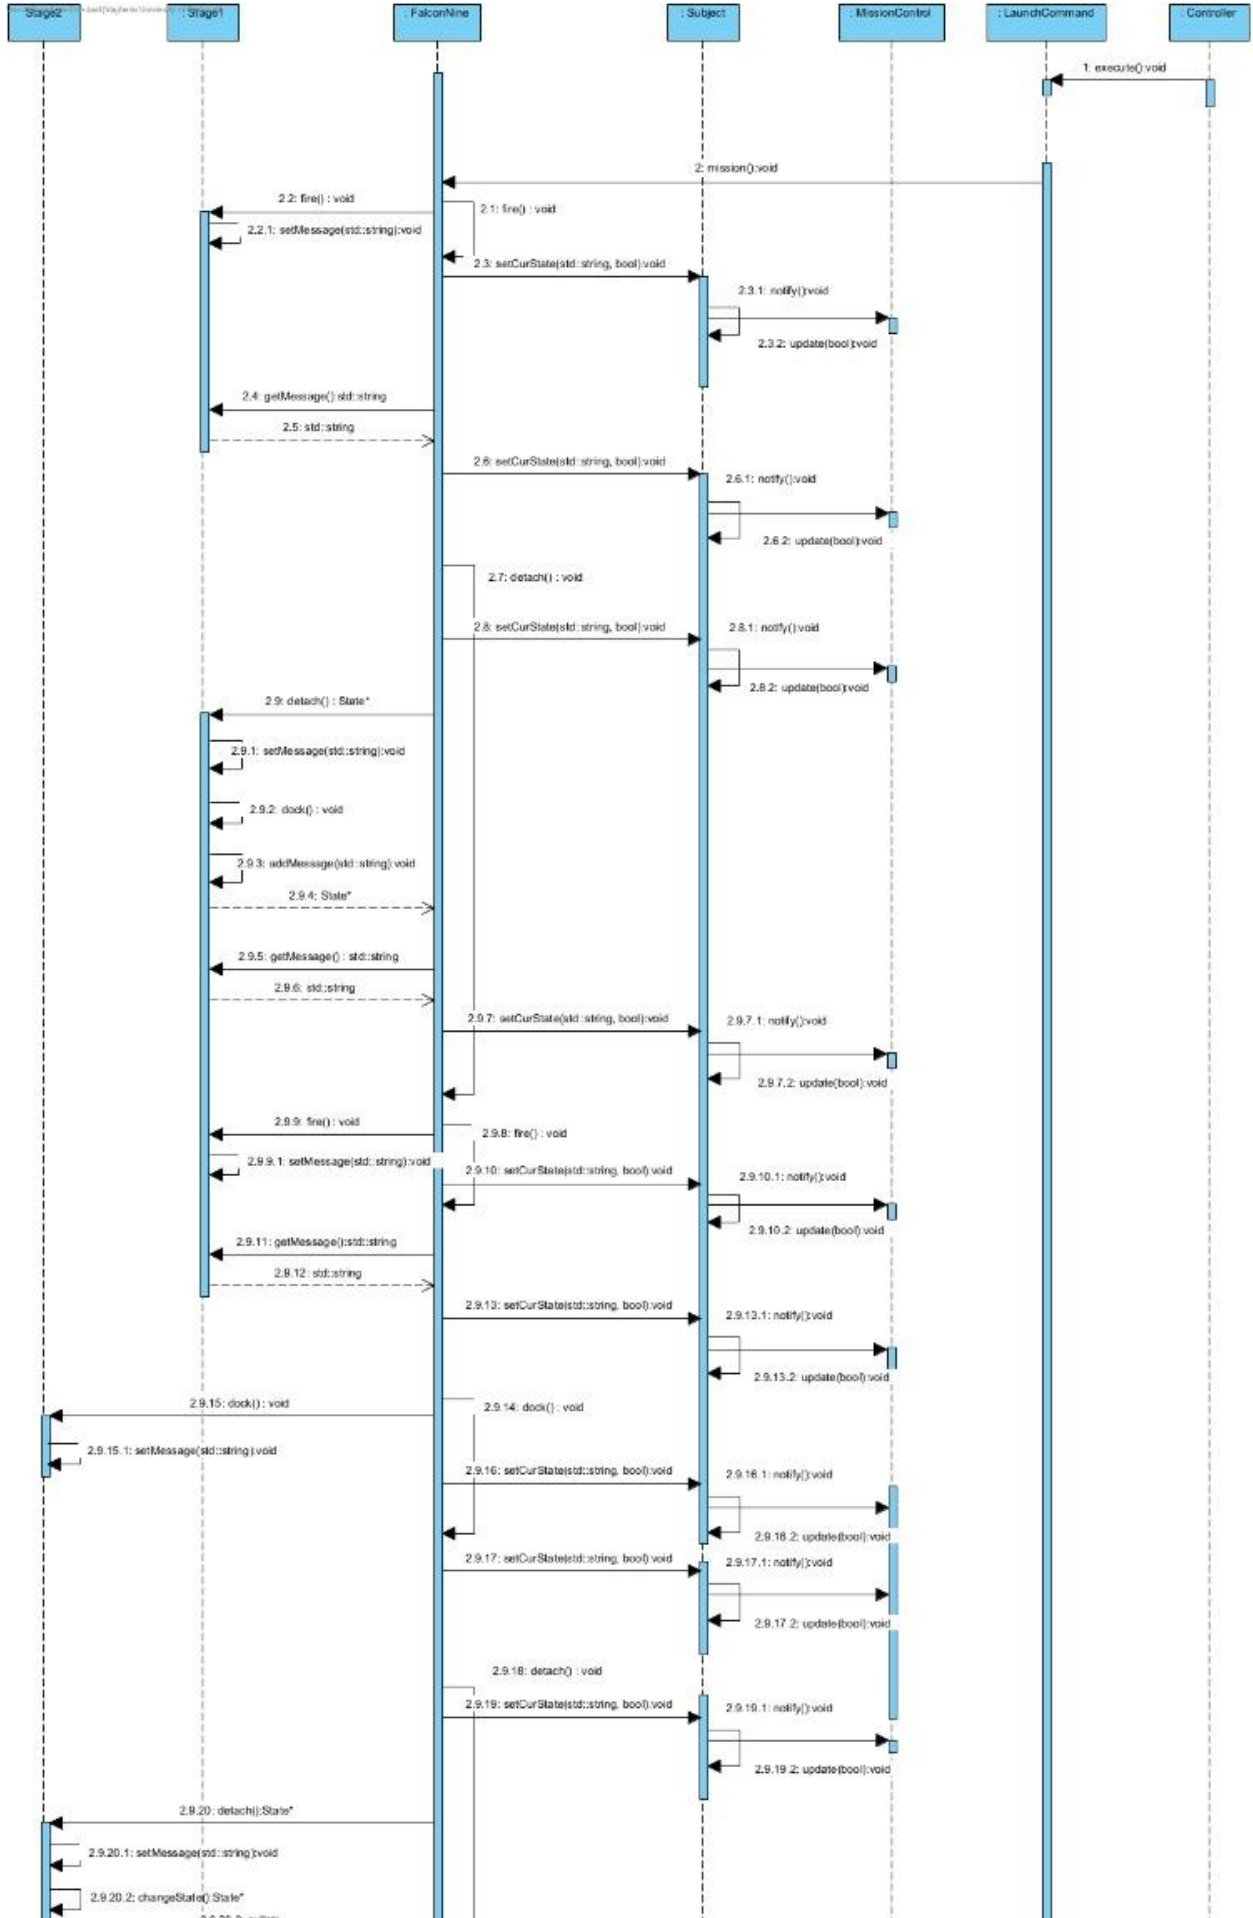 Stage2
: Stage1
: FalconNine
: Subject
: MissionControl
: LaunchCommand
: Controller
1: execute():void
2: mission():void
2.2: fire() : void
2.1: fire() : void
2.2.1: setMessage(std::string):void
2.3: setCurState(std::string, bool):void
2.3.1: notify():void
2.3.2: update(bool):void
2.4: getMessage():std::string
2.5: std::string
2.6: setCurState(std::string, bool):void
2.6.1: notify():void
2.6.2: update(bool):void
2.7: detach() : void
2.8: setCurState(std::string, bool):void
2.8.1: notify():void
2.8.2: update(bool):void
2.9: detach() : State*
2.9.1: setMessage(std::string):void
2.9.2: dock() : void
2.9.3: addMessage(std::string):void
2.9.4: State*
2.9.5: getMessage() : std::string
2.9.6: std::string
2.9.7: setCurState(std::string, bool):void
2.9.7.1: notify():void
2.9.7.2: update(bool):void
2.9.9: fire() : void
2.9.8: fire() : void
2.9.9.1: setMessage(std::string):void
2.9.10: setCurState(std::string, bool):void
2.9.10.1: notify():void
2.9.10.2: update(bool):void
2.9.11: getMessage():std::string
2.9.12: std::string
2.9.13: setCurState(std::string, bool):void
2.9.13.1: notify():void
2.9.13.2: update(bool):void
2.9.15: dock() : void
2.9.14: dock() : void
2.9.15.1: setMessage(std::string):void
2.9.16: setCurState(std::string, bool):void
2.9.16.1: notify():void
2.9.16.2: update(bool):void
2.9.17: setCurState(std::string, bool):void
2.9.17.1: notify():void
2.9.17.2: update(bool):void
2.9.18: detach() : void
2.9.19: setCurState(std::string, bool):void
2.9.19.1: notify():void
2.9.19.2: update(bool):void
2.9.20: detach():State*
2.9.20.1: setMessage(std::string):void
2.9.20.2: changeState():State*